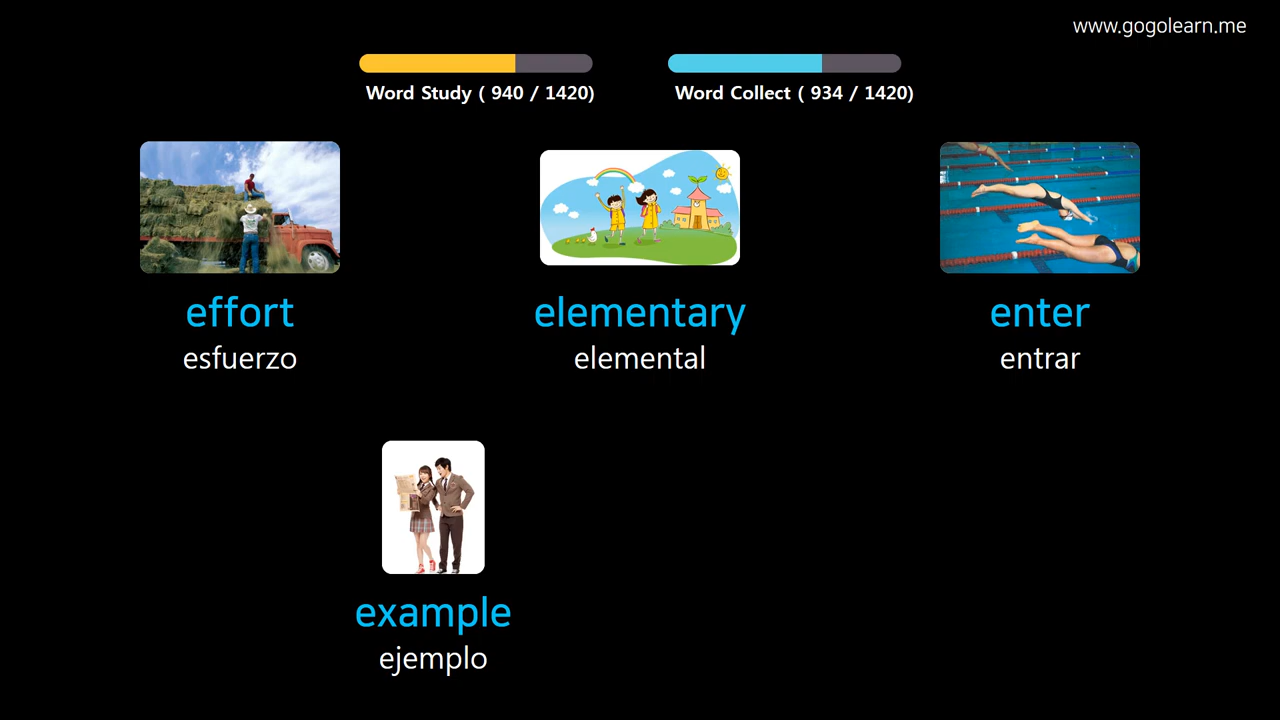 www.gogolearn.me
Word Study ( 940 / 1420)
Word Collect ( 934 / 1420)
effort
esfuerzo
elementary
elemental
enter
entrar
example
ejemplo